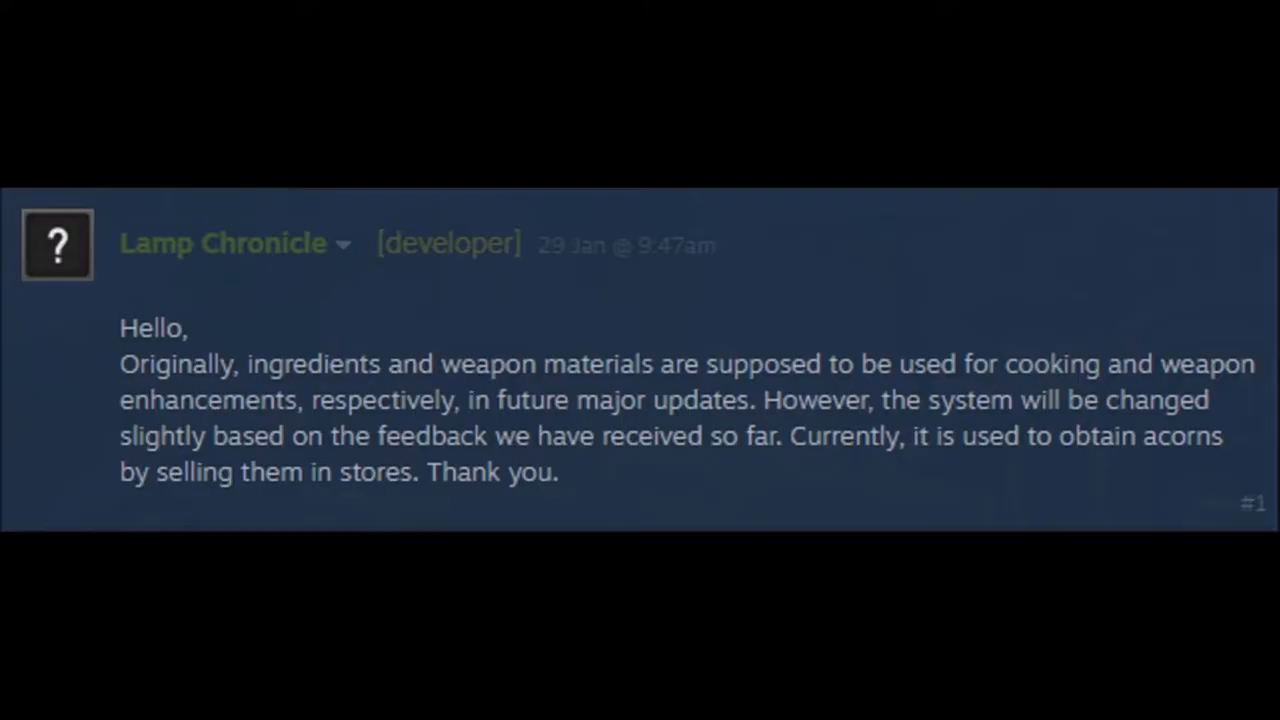 ?
Lamp Chronicle [developer] 29 Jan @ 9:47am
Hello,
Originally, ingredients and weapon materials are supposed to be used for cooking and weapon
enhancements, respectively, in future major updates. However, the system will be changed
slightly based on the feedback we have received so far. Currently, it is used to obtain acorns
by selling them in stores. Thank you.
#1